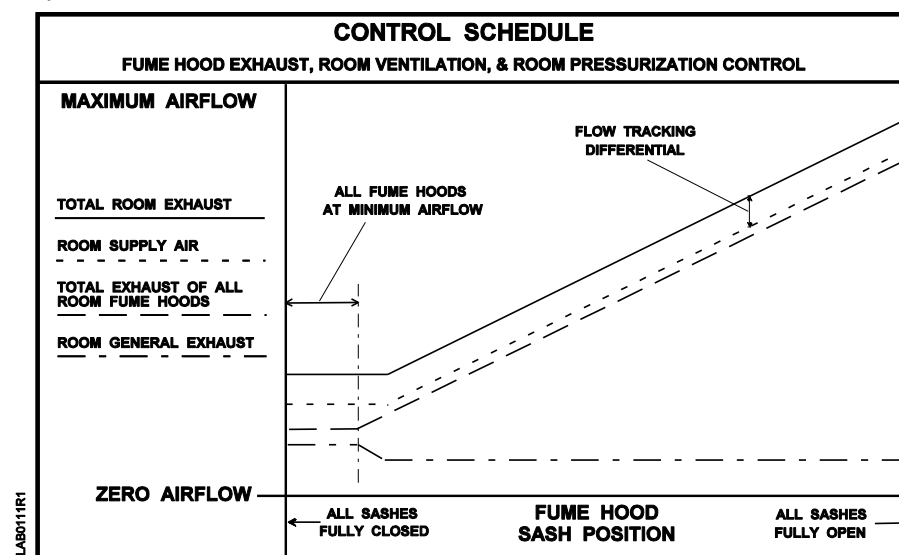 CONTROL SCHEDULE
FUME HOOD EXHAUST, ROOM VENTILATION, & ROOM PRESSURIZATION CONTROL
MAXIMUM AIRFLOW
FLOW TRACKING
DIFFERENTIAL
ALL FUME HOODS
AT MINIMUM AIRFLOW
TOTAL ROOM EXHAUST
ROOM SUPPLY AIR
TOTAL EXHAUST OF ALL
ROOM FUME HOODS
ROOM GENERAL EXHAUST
ZERO AIRFLOW
ALL SASHES
FULLY CLOSED
FUME HOOD
SASH POSITION
ALL SASHES
FULLY OPEN
LAB0111R1